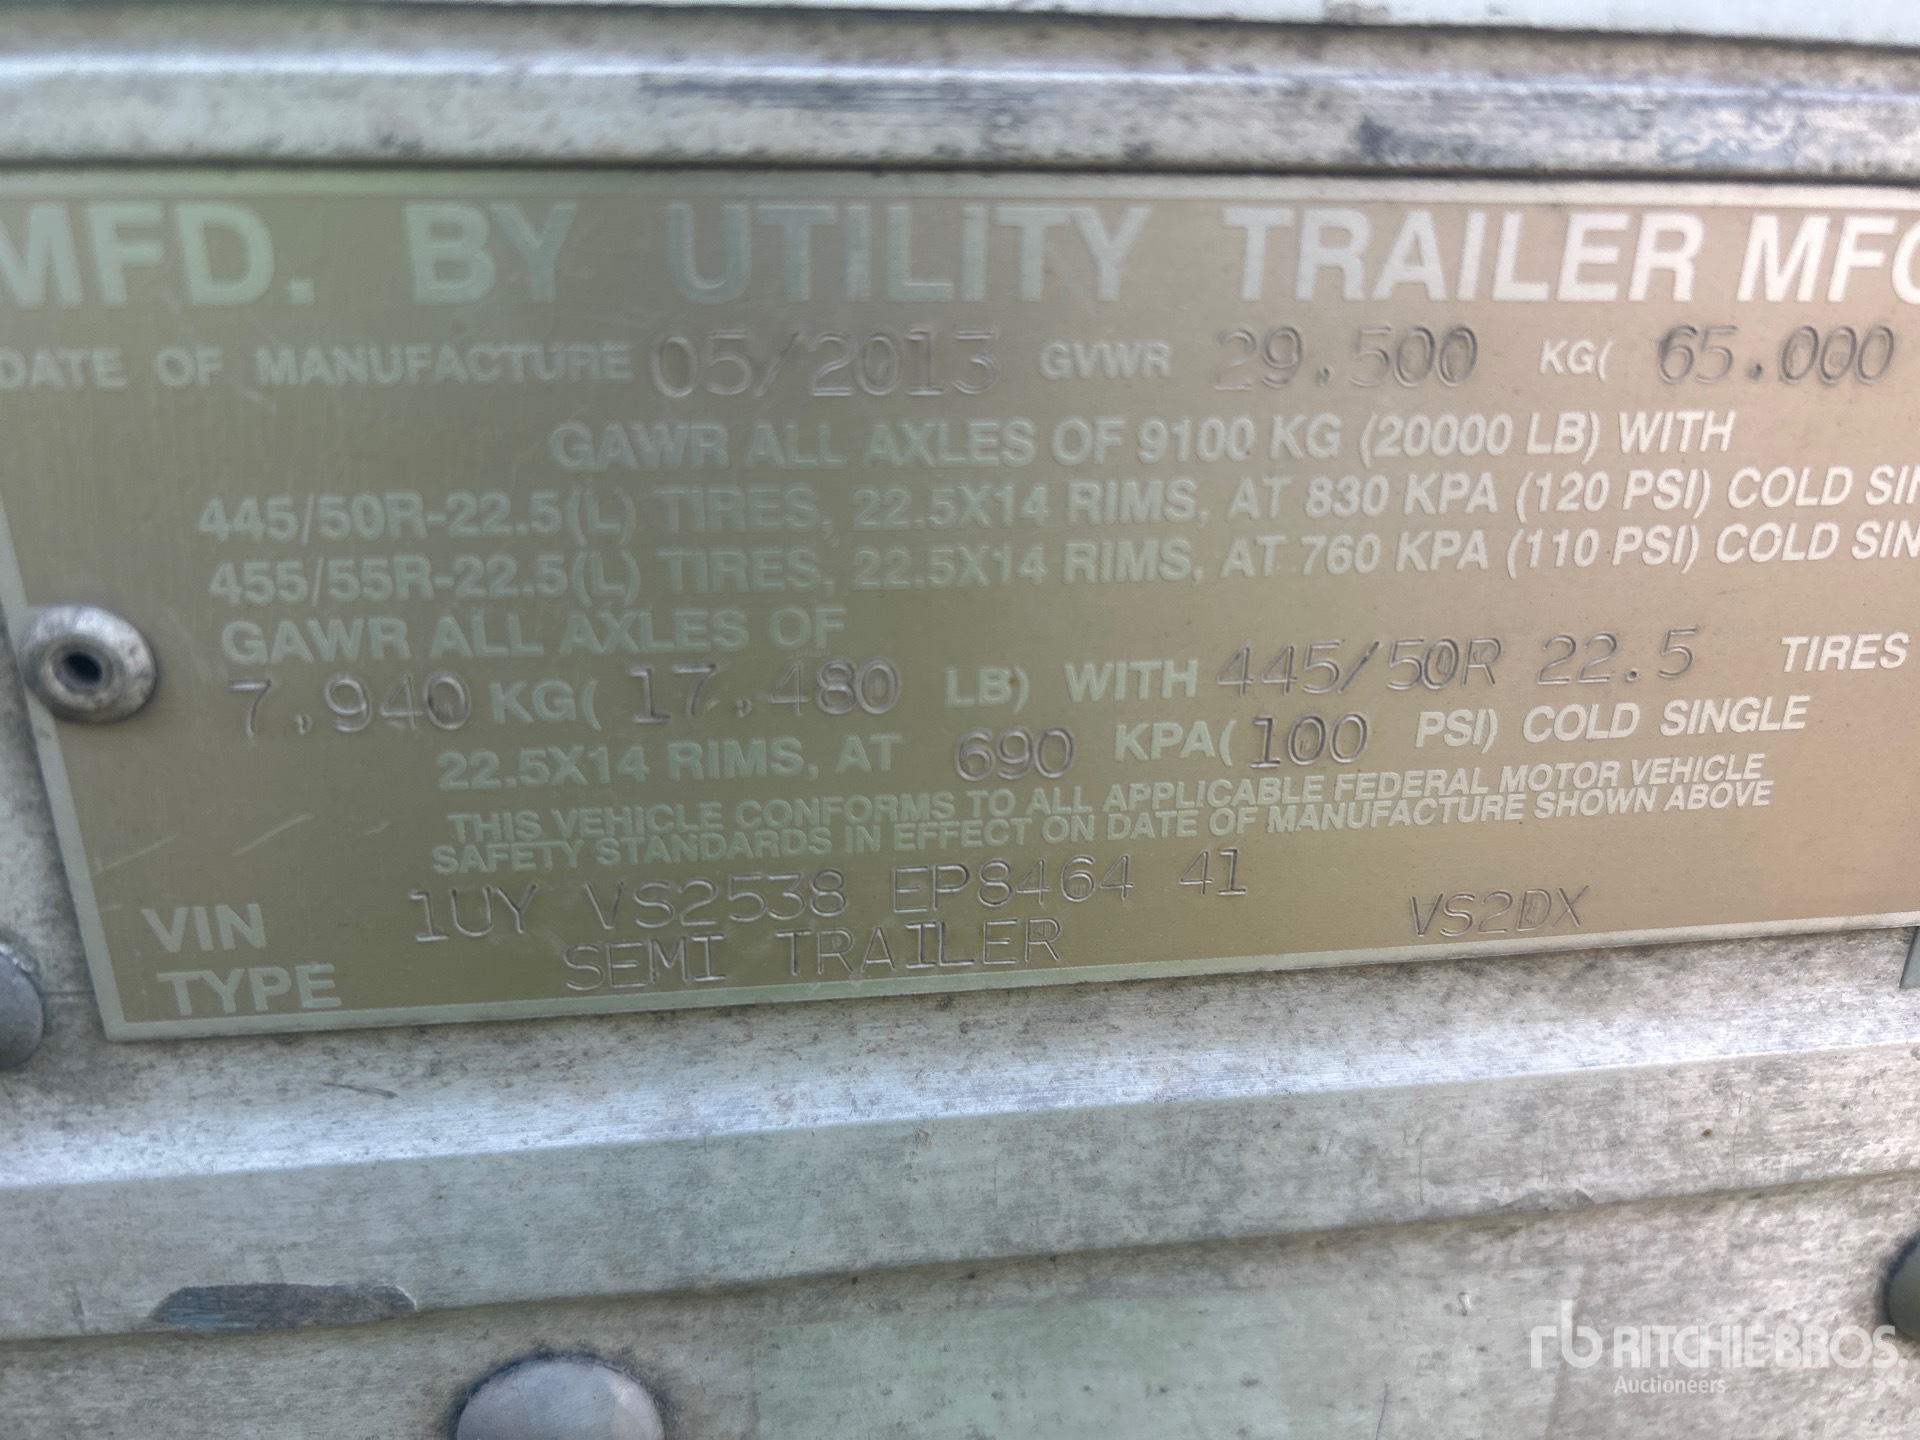 MFD. BY UTILITY TRAILER MFG
DATE OF MANUFACTURE 05/2013 GVWR 29.500 KG( 65.000
GAWR ALL AXLES OF 9100 KG (20000 LB) WITH
445/50R-22.5(L) TIRES, 22.5X14 RIMS, AT 830 KPA (120 PSI) COLD SIN
455/55R-22.5(L) TIRES, 22.5X14 RIMS, AT 760 KPA (110 PSI) COLD SIN
GAWR ALL AXLES OF
7.940 KG( 17.480 LB) WITH 445/50R 22.5 TIRES
22.5X14 RIMS, AT 690 KPA( 100 PSI) COLD SINGLE
THIS VEHICLE CONFORMS TO ALL APPLICABLE FEDERAL MOTOR VEHICLE
SAFETY STANDARDS IN EFFECT ON DATE OF MANUFACTURE SHOWN ABOVE
VIN 1UY VS2538 EP8464 41 VS2DX
TYPE SEMI TRAILER
rb RITCHIE BROS.
Auctioneers